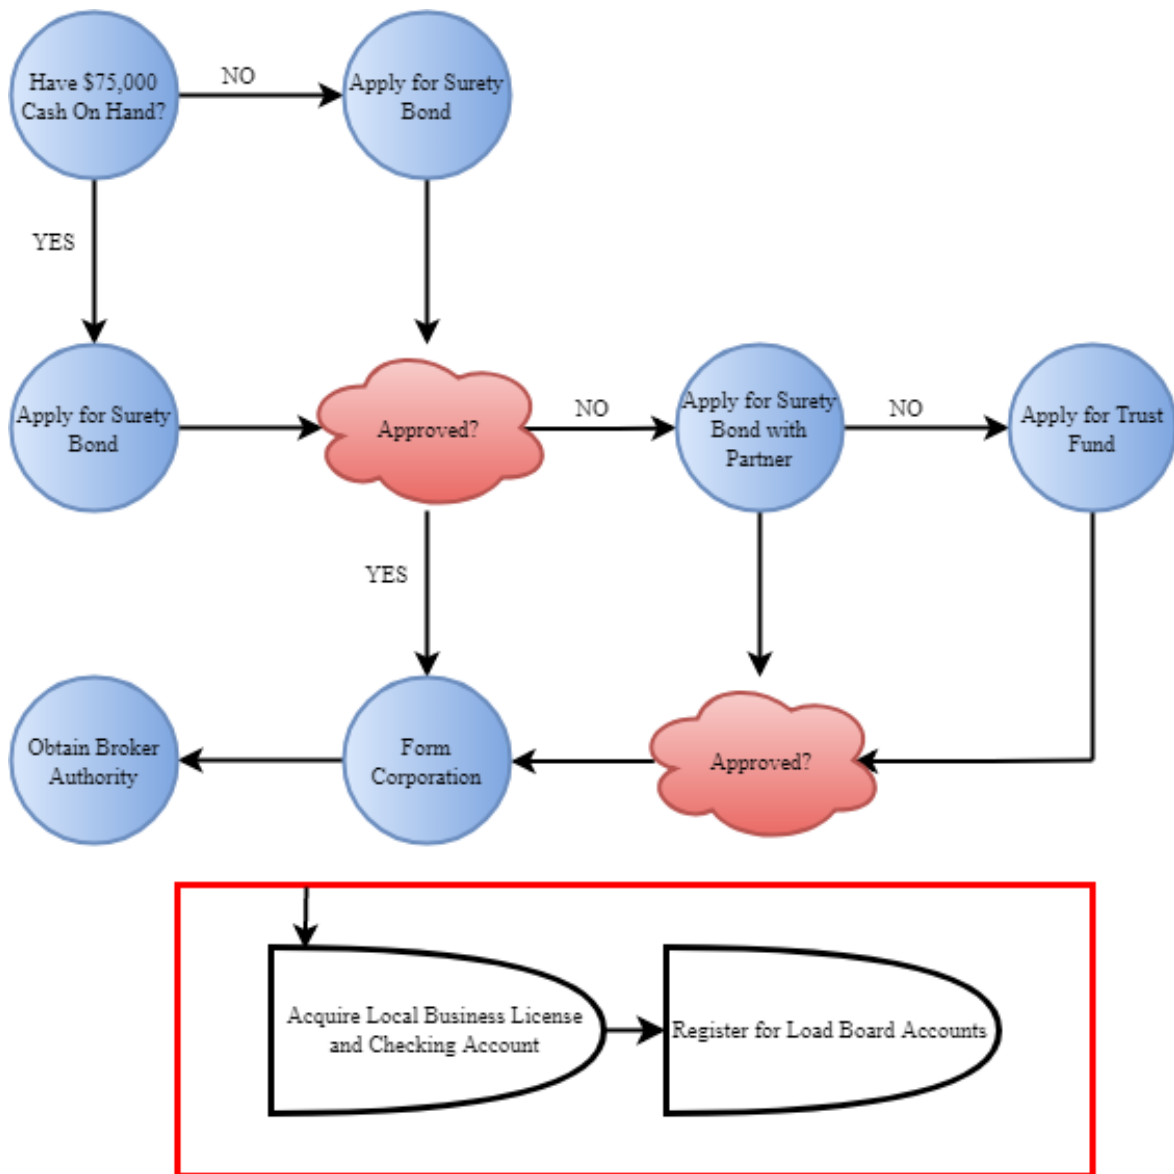 Have $75,000
Cash On Hand?
NO
Apply for Surety
Bond
YES
Apply for Surety
Bond
Approved?
NO
Apply for Surety
Bond with
Partner
NO
Apply for Trust
Fund
YES
Obtain Broker
Authority
Form
Corporation
Approved?
Acquire Local Business License
and Checking Account
Register for Load Board Accounts